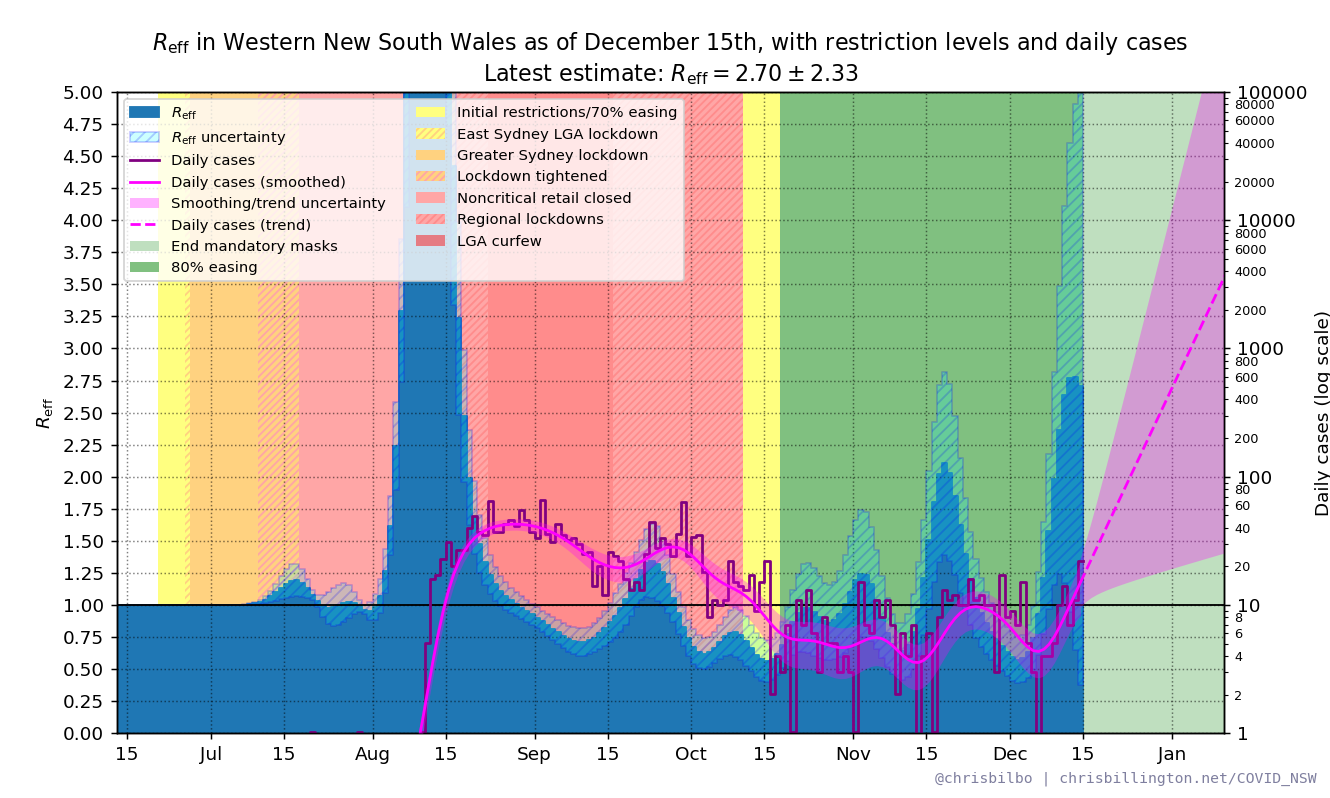 Reff in Western New South Wales as of December 15th, with restriction levels and daily cases
Latest estimate: Reff = 2.70 ± 2.33
Reff
Reff uncertainty
Daily cases
Daily cases (smoothed)
Smoothing/trend uncertainty
Daily cases (trend)
End mandatory masks
80% easing
Initial restrictions/70% easing
East Sydney LGA lockdown
Greater Sydney lockdown
Lockdown tightened
Noncritical retail closed
Regional lockdowns
LGA curfew
Reff
5.00
4.75
4.50
4.25
4.00
3.75
3.50
3.25
3.00
2.75
2.50
2.25
2.00
1.75
1.50
1.25
1.00
0.75
0.50
0.25
0.00
15 Jul 15 Aug 15 Sep 15 Oct 15 Nov 15 Dec 15 Jan
100000
80000
60000
40000
20000
10000
8000
6000
4000
2000
1000
800
600
400
200
100
80
60
40
20
10
8
6
4
2
1
Daily cases (log scale)
@chrisbilbo | chrisbillington.net/COVID_NSW